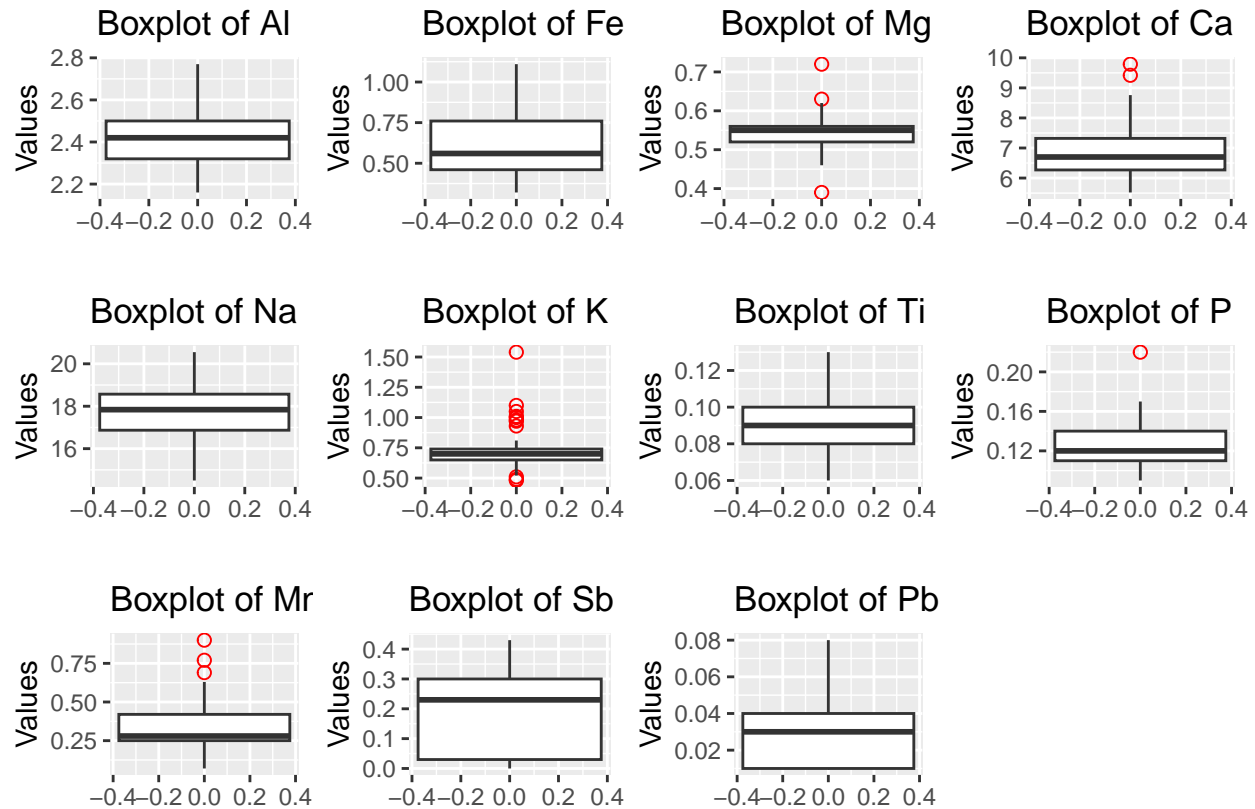 Boxplot of Al
Values
2.8
2.6
2.4
2.2
−0.4−0.2 0.0 0.2 0.4
Boxplot of Fe
Values
1.00
0.75
0.50
−0.4−0.2 0.0 0.2 0.4
Boxplot of Mg
Values
0.7
0.6
0.5
0.4
−0.4−0.2 0.0 0.2 0.4
Boxplot of Ca
Values
10
9
8
7
6
−0.4−0.2 0.0 0.2 0.4
Boxplot of Na
Values
20
18
16
−0.4−0.2 0.0 0.2 0.4
Boxplot of K
Values
1.50
1.25
1.00
0.75
0.50
−0.4−0.2 0.0 0.2 0.4
Boxplot of Ti
Values
0.12
0.10
0.08
0.06
−0.4−0.2 0.0 0.2 0.4
Boxplot of P
Values
0.20
0.16
0.12
−0.4−0.2 0.0 0.2 0.4
Boxplot of Mn
Values
0.75
0.50
0.25
−0.4−0.2 0.0 0.2 0.4
Boxplot of Sb
Values
0.4
0.3
0.2
0.1
0.0
−0.4−0.2 0.0 0.2 0.4
Boxplot of Pb
Values
0.08
0.06
0.04
0.02
−0.4−0.2 0.0 0.2 0.4